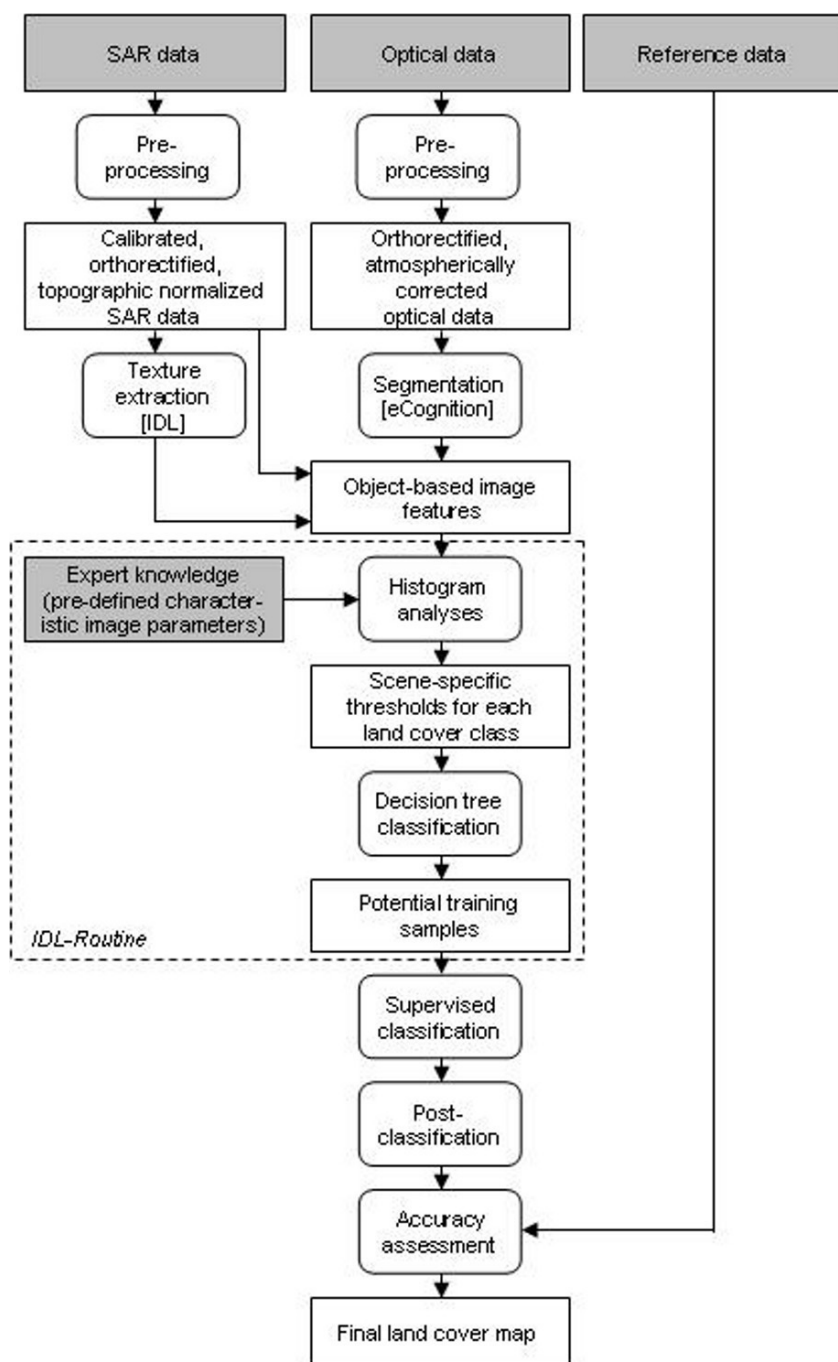 SAR data
Optical data
Reference data
Pre-
processing
Pre-
processing
Calibrated,
orthorectified,
topographic normalized
SAR data
Orthorectified,
atmospherically
corrected
optical data
Texture
extraction
[IDL]
Segmentation
[eCognition]
Object-based image
features
Expert knowledge
(pre-defined character-
istic image parameters)
Histogram
analyses
Scene-specific
thresholds for each
land cover class
Decision tree
classification
Potential training
samples
IDL-Routine
Supervised
classification
Post-
classification
Accuracy
assessment
Final land cover map